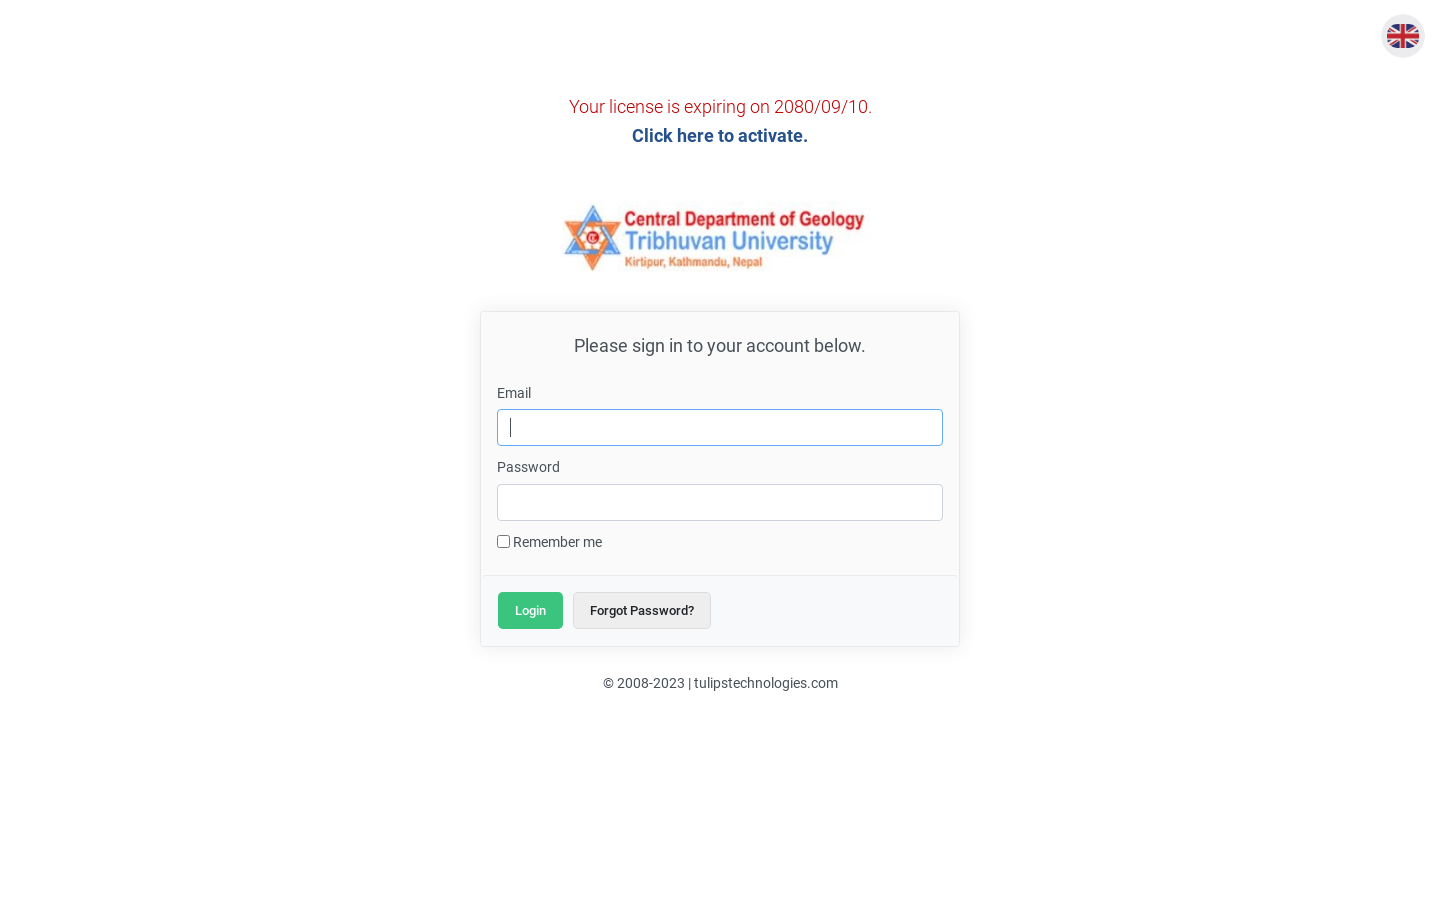 Your license is expiring on 2080/09/10.
Click here to activate.
Central Department of Geology
Tribhuvan University
Kirtipur, Kathmandu, Nepal
Please sign in to your account below.
Email
Password
Remember me
Login
Forgot Password?
© 2008-2023 | tulipstechnologies.com